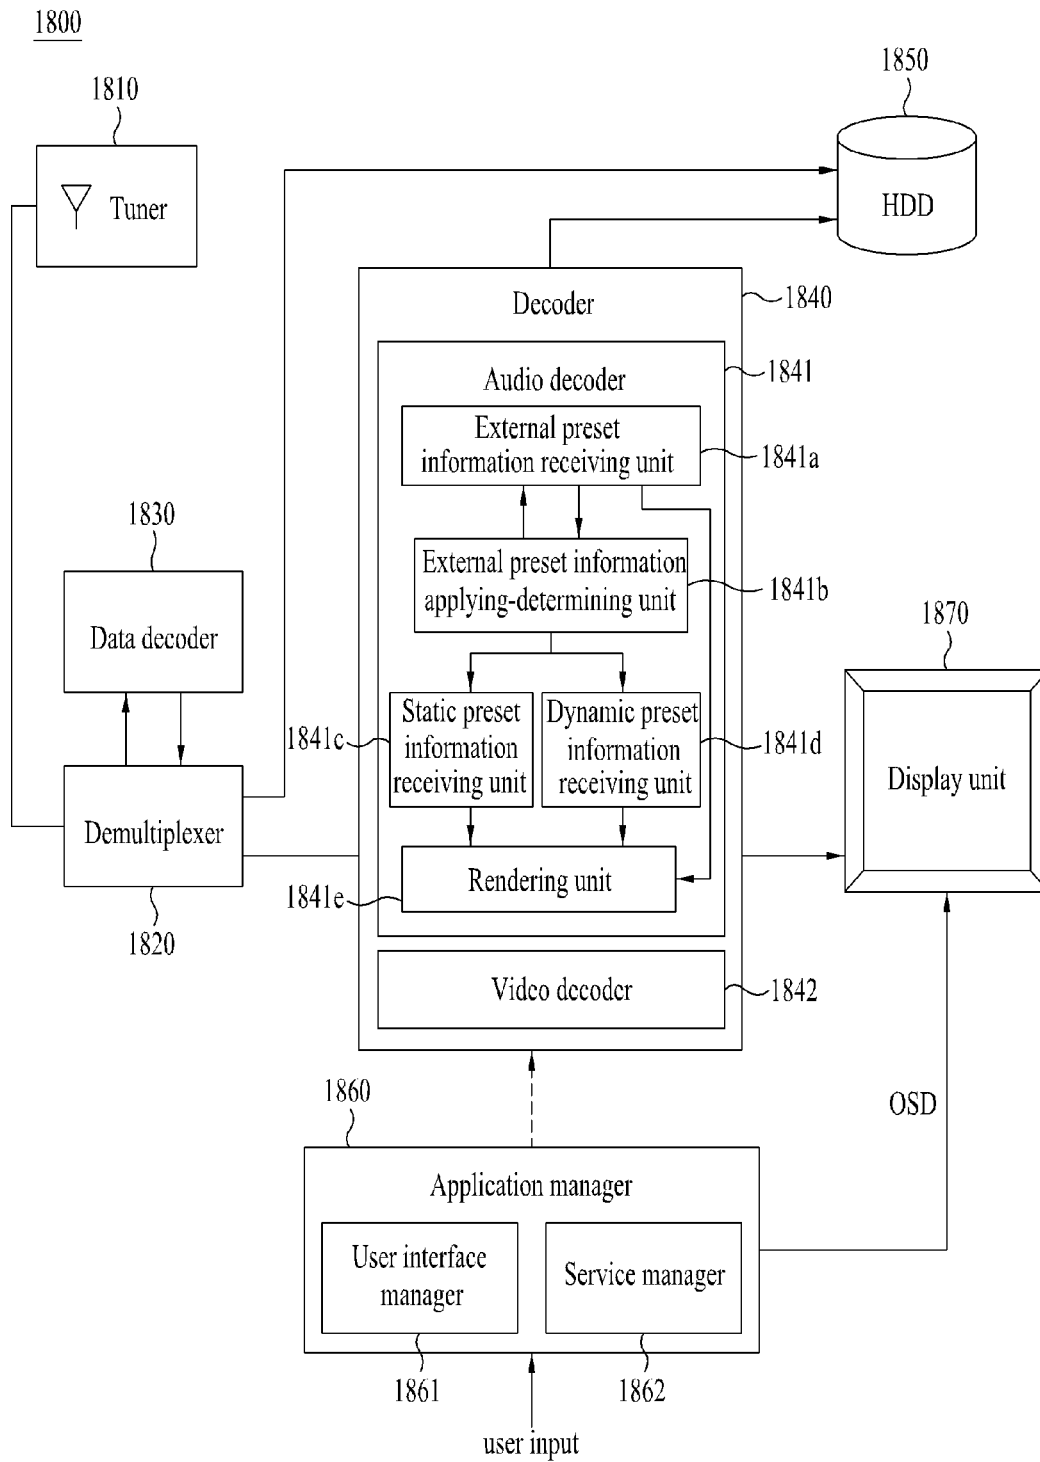 1800
1810
Tuner
1850
HDD
Decoder
1840
Audio decoder
1841
External preset
information receiving unit
1841a
External preset information
applying-determining unit
1841b
1830
Data decoder
Static preset
information
receiving unit
1841c
Dynamic preset
information
receiving unit
1841d
1870
Display unit
Demultiplexer
1820
Rendering unit
1841e
Video decoder
1842
1860
Application manager
OSD
User interface
manager
1861
Service manager
1862
user input